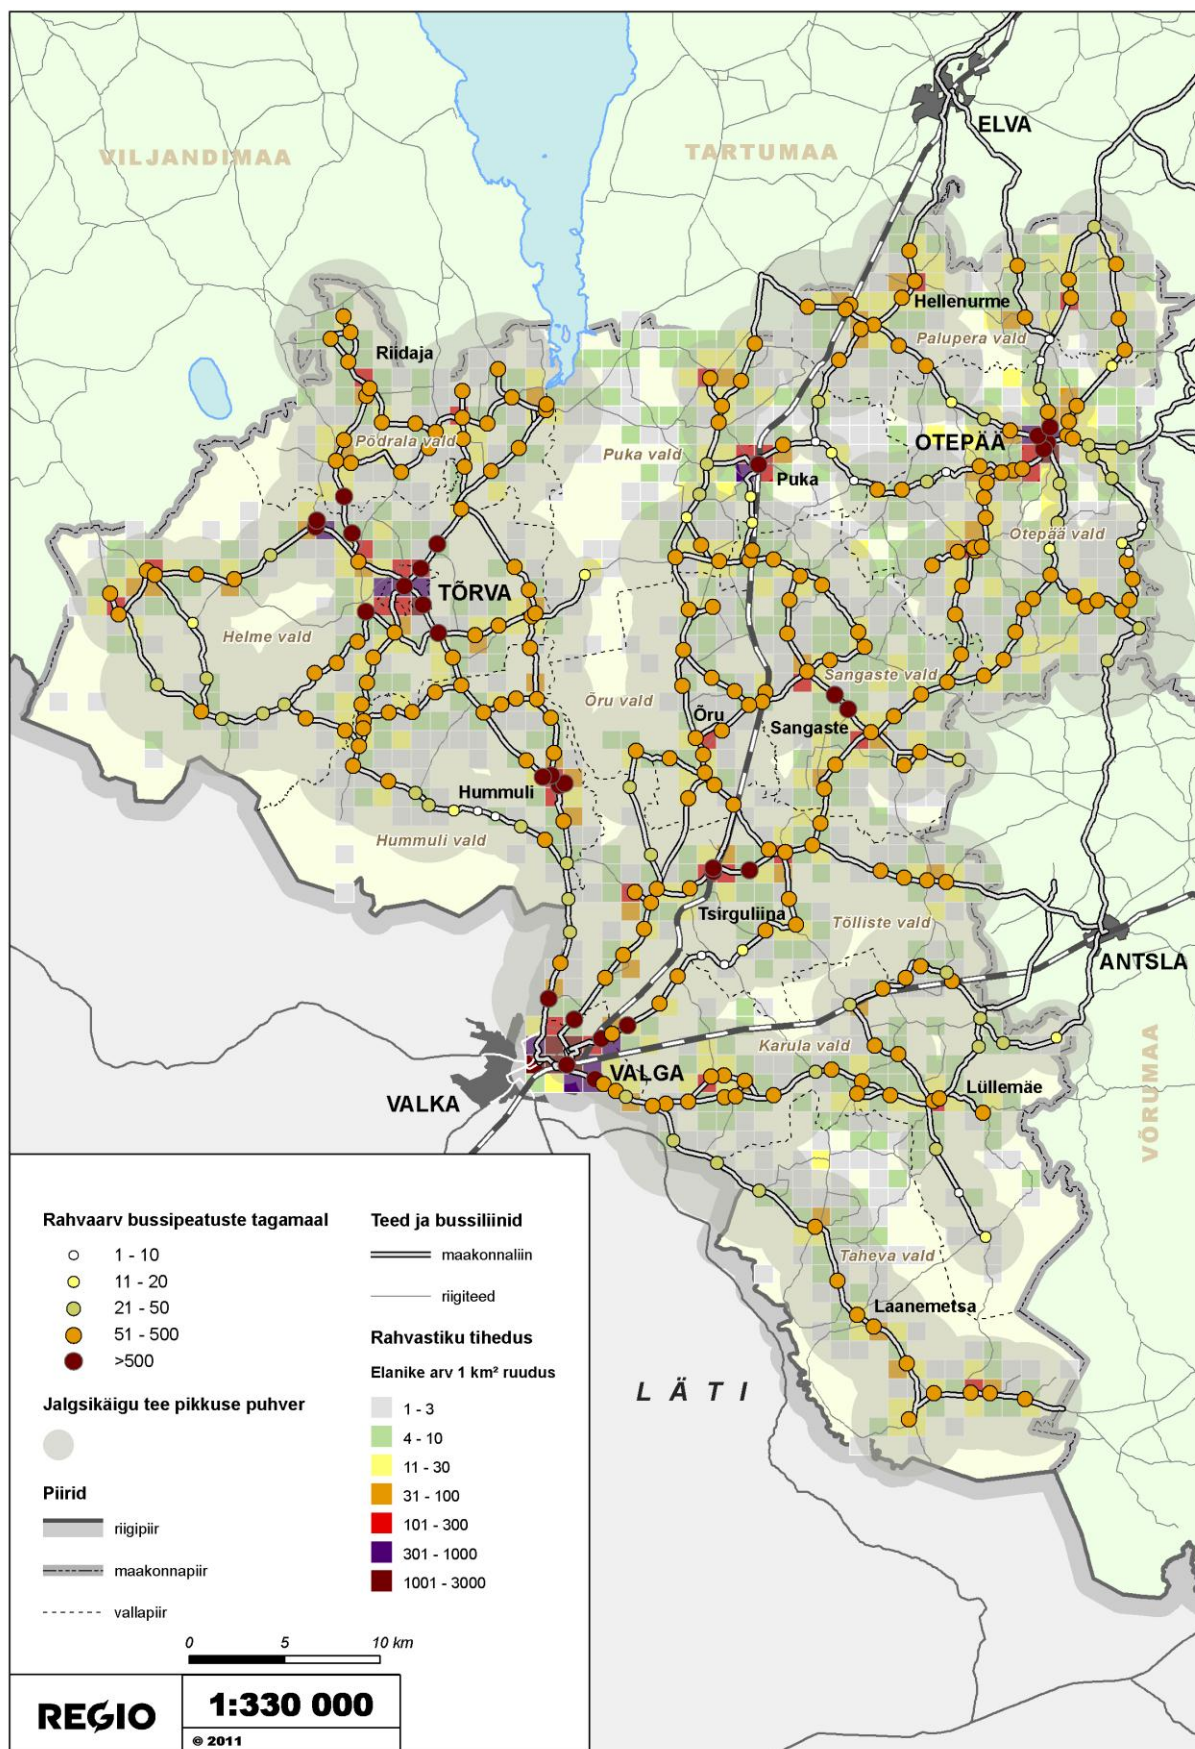 ELVA
VILJANDIMAA
TARTUMAA
Hellenurme
Palupera vald
Riidaja
Põdrala vald
Puka vald
OTEPÄÄ
Puka
Otepää vald
TÕRVA
Helme vald
Sangaste vald
Õru vald
Õru
Sangaste
Hummuli
Hummuli vald
Tsirguliina
Tõlliste vald
ANTSLA
Karula vald
VALGA
Lüllemäe
VALKA
VÕRUMAA
Taheva vald
Laanemetsa
LÄTI
Rahvaarv bussipeatuste tagamaal
1 - 10
11 - 20
21 - 50
51 - 500
>500
Jalgsikäigu tee pikkuse puhver
Piirid
riigipiir
maakonnapiir
vallapiir
Teed ja bussiliinid
maakonnaliin
riigiteed
Rahvastiku tihedus
Elanike arv 1 km² ruudus
1 - 3
4 - 10
11 - 30
31 - 100
101 - 300
301 - 1000
1001 - 3000
0 5 10 km
REGIO
1:330 000
© 2011